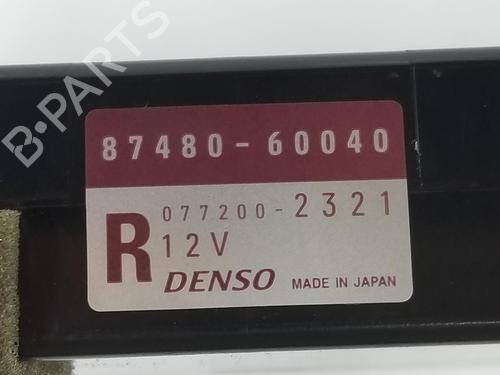 B-PARTS
87480-60040
R
077200-2321
12V
DENSO
MADE IN JAPAN